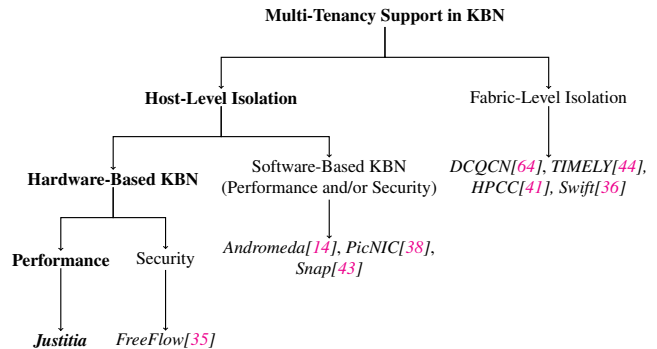 Multi-Tenancy Support in KBN
Host-Level Isolation
Fabric-Level Isolation
Hardware-Based KBN
Software-Based KBN
(Performance and/or Security)
DCQCN[64], TIMELY[44],
HPCC[41], Swift[36]
Performance
Security
Andromeda[14], PicNIC[38],
Snap[43]
Justitia
FreeFlow[35]